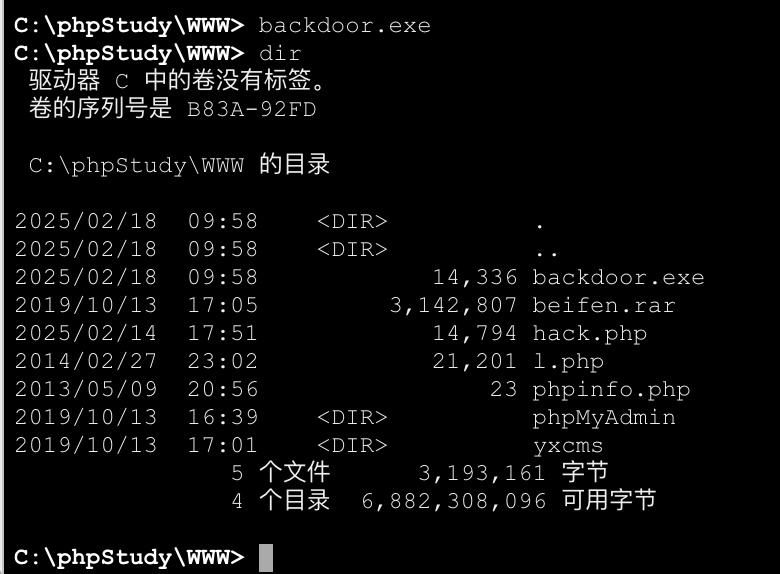 C:\phpStudy\WWW> backdoor.exe
C:\phpStudy\WWW> dir
驱动器 C 中的卷没有标签。
卷的序列号是 B83A-92FD
C:\phpStudy\WWW 的目录
2025/02/18  09:58    <DIR>          .
2025/02/18  09:58    <DIR>          ..
2025/02/18  09:58            14,336 backdoor.exe
2019/10/13  17:05         3,142,807 beifen.rar
2025/02/14  17:51            14,794 hack.php
2014/02/27  23:02            21,201 l.php
2013/05/09  20:56                23 phpinfo.php
2019/10/13  16:39    <DIR>          phpMyAdmin
2019/10/13  17:01    <DIR>          yxcms
5 个文件      3,193,161 字节
4 个目录  6,882,308,096 可用字节
C:\phpStudy\WWW>